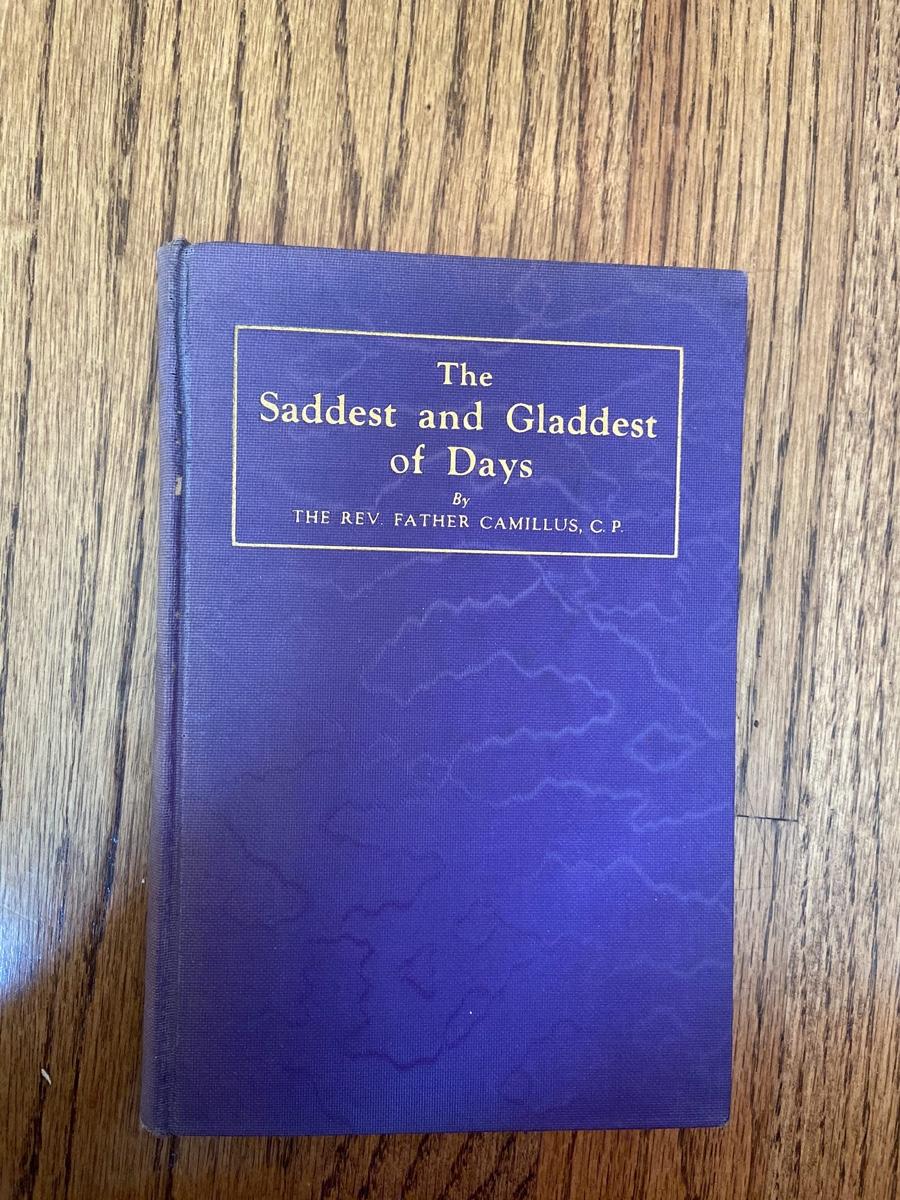 The
Saddest and Gladdest
of Days
By
THE REV. FATHER CAMILLUS, C. P.